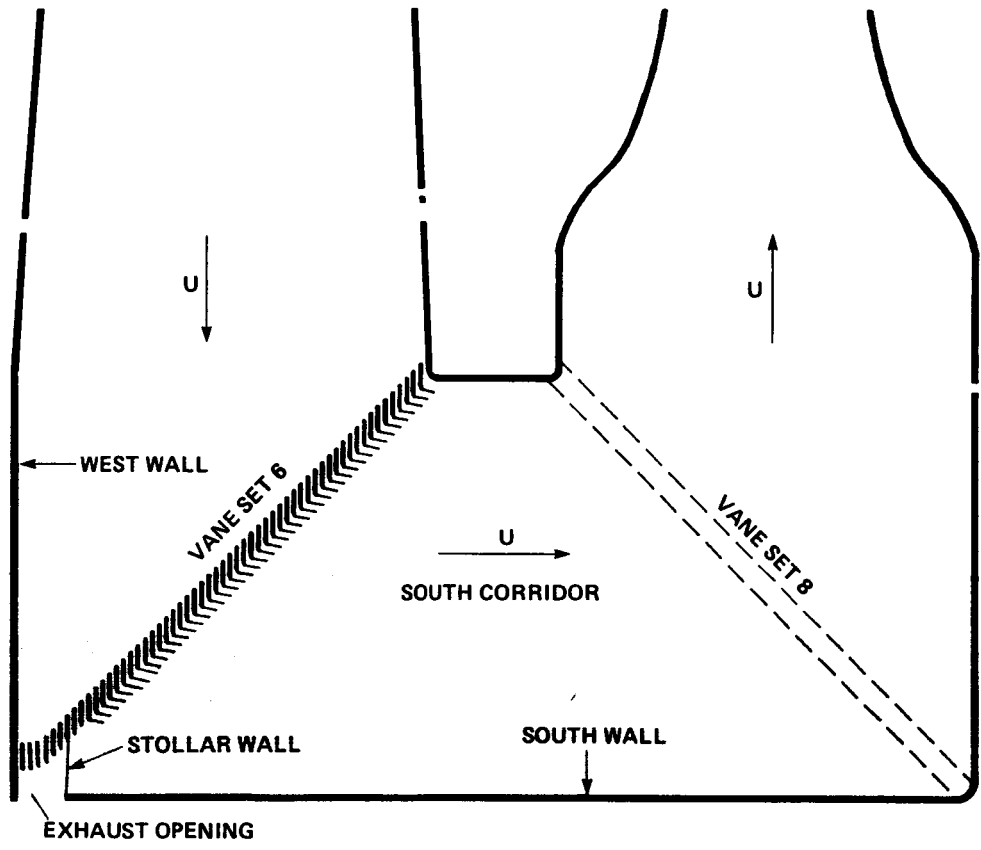 U
U
WEST WALL
VANE SET 6
U
SOUTH CORRIDOR
VANE SET 8
STOLLAR WALL
SOUTH WALL
EXHAUST OPENING